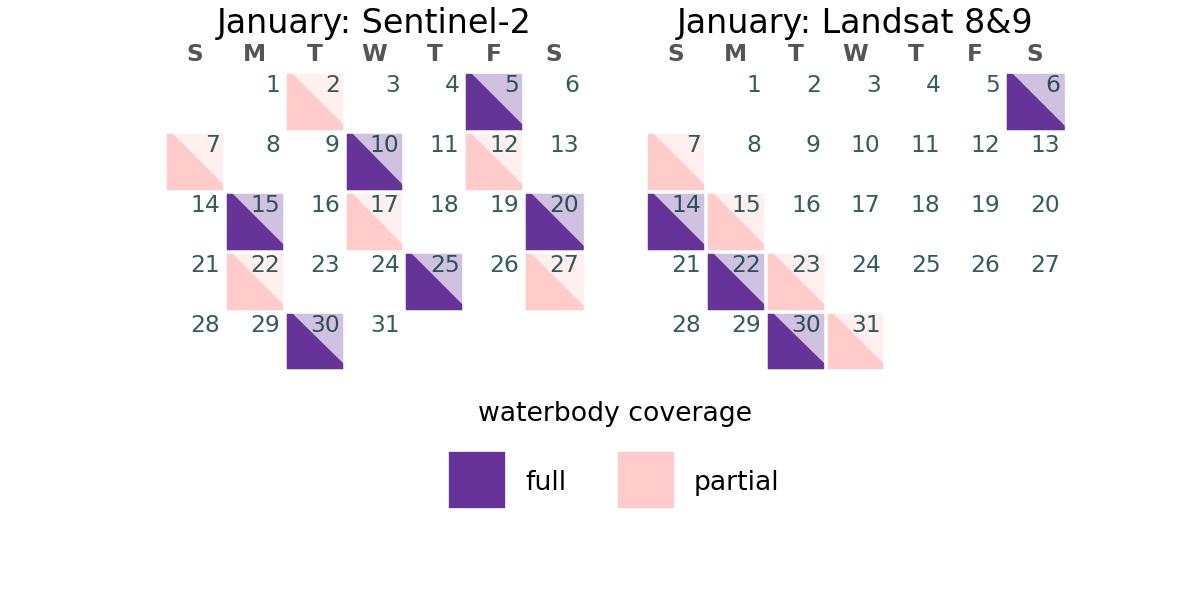 January: Sentinel-2
S M T W T F S
1 2 3 4 5 6
7 8 9 10 11 12 13
14 15 16 17 18 19 20
21 22 23 24 25 26 27
28 29 30 31
January: Landsat 8&9
S M T W T F S
1 2 3 4 5 6
7 8 9 10 11 12 13
14 15 16 17 18 19 20
21 22 23 24 25 26 27
28 29 30 31
waterbody coverage
full partial